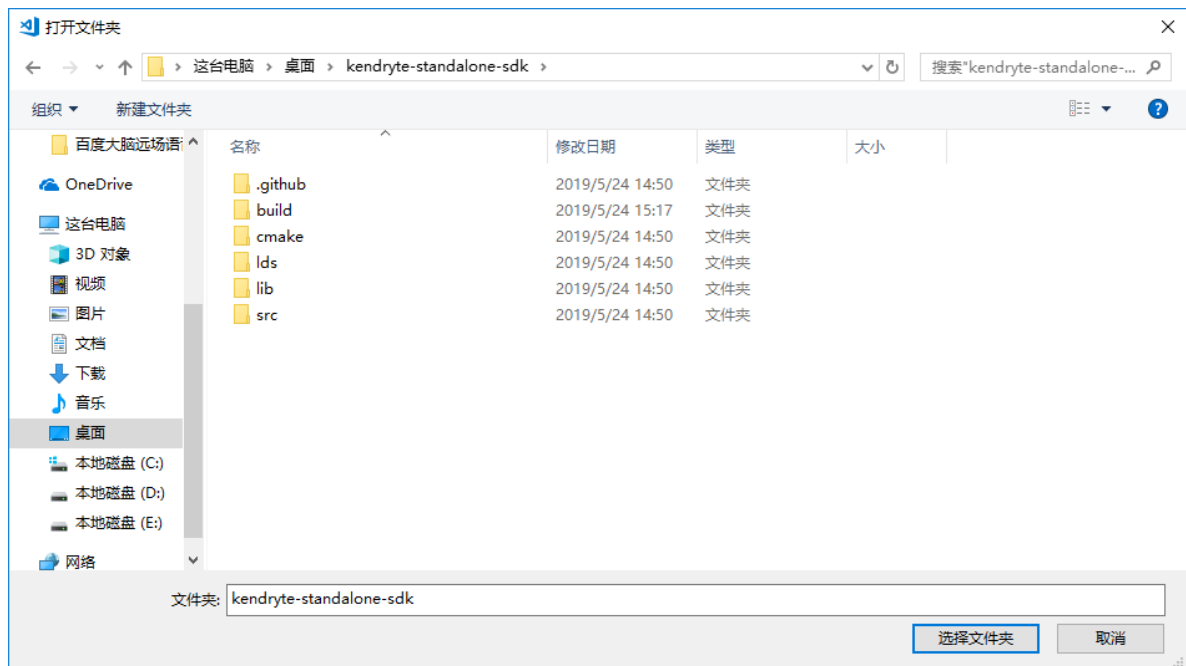 打开文件夹
这台电脑 › 桌面 › kendryte-standalone-sdk ›
搜索"kendryte-standalone-...
组织 新建文件夹
百度大脑远场语
OneDrive
这台电脑
3D 对象
视频
图片
文档
下载
音乐
桌面
本地磁盘 (C:)
本地磁盘 (D:)
本地磁盘 (E:)
网络
名称 修改日期 类型 大小
.github 2019/5/24 14:50 文件夹
build 2019/5/24 15:17 文件夹
cmake 2019/5/24 14:50 文件夹
lds 2019/5/24 14:50 文件夹
lib 2019/5/24 14:50 文件夹
src 2019/5/24 14:50 文件夹
文件夹: kendryte-standalone-sdk
选择文件夹 取消